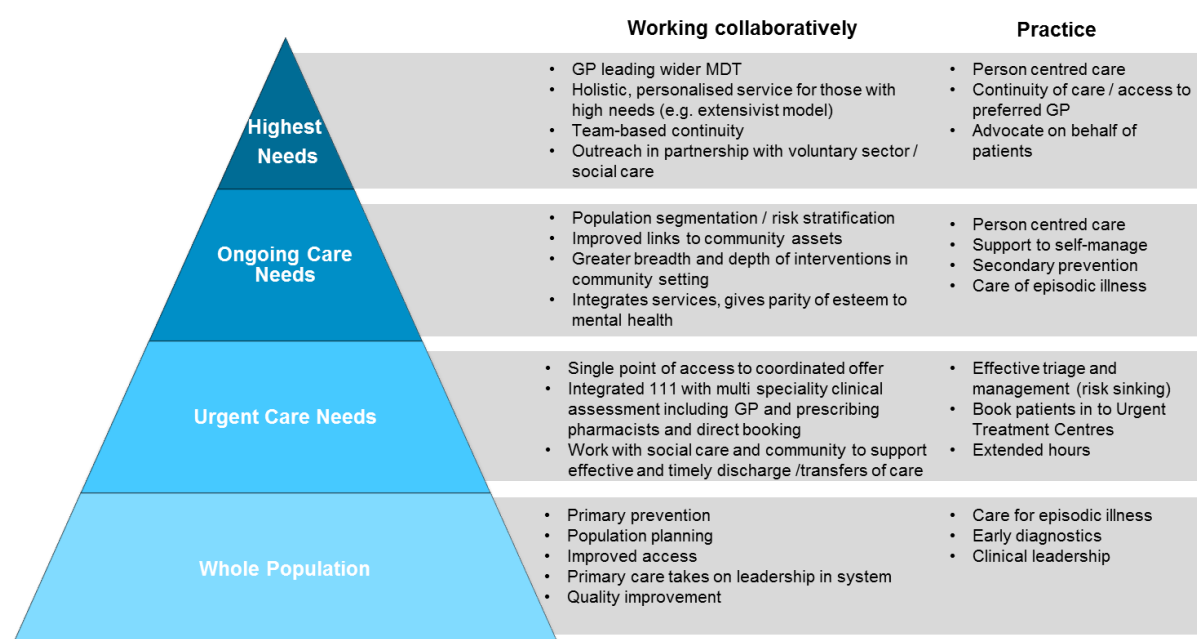 Working collaboratively
Practice
Highest
Needs
• GP leading wider MDT
• Holistic, personalised service for those with
high needs (e.g. extensivist model)
• Team-based continuity
• Outreach in partnership with voluntary sector /
social care
• Person centred care
• Continuity of care / access to
preferred GP
• Advocate on behalf of
patients
Ongoing Care
Needs
• Population segmentation / risk stratification
• Improved links to community assets
• Greater breadth and depth of interventions in
community setting
• Integrates services, gives parity of esteem to
mental health
• Person centred care
• Support to self-manage
• Secondary prevention
• Care of episodic illness
Urgent Care Needs
• Single point of access to coordinated offer
• Integrated 111 with multi speciality clinical
assessment including GP and prescribing
pharmacists and direct booking
• Work with social care and community to support
effective and timely discharge /transfers of care
• Effective triage and
management (risk sinking)
• Book patients in to Urgent
Treatment Centres
• Extended hours
Whole Population
• Primary prevention
• Population planning
• Improved access
• Primary care takes on leadership in system
• Quality improvement
• Care for episodic illness
• Early diagnostics
• Clinical leadership